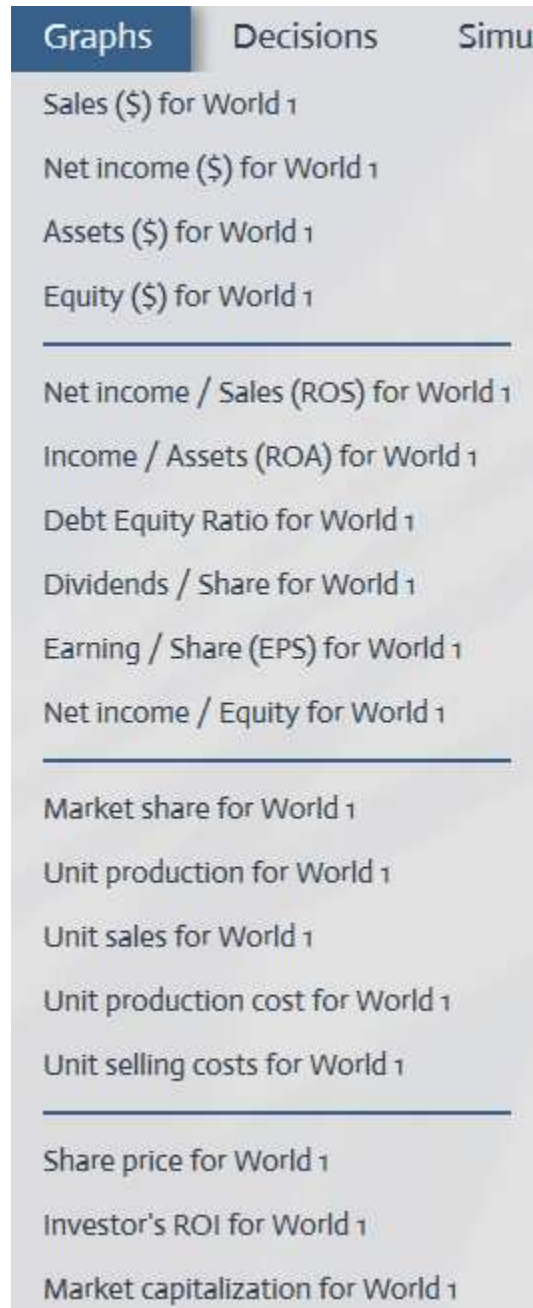 Graphs Decisions Simu
Sales ($) for World 1
Net income ($) for World 1
Assets ($) for World 1
Equity ($) for World 1
Net income / Sales (ROS) for World 1
Income / Assets (ROA) for World 1
Debt Equity Ratio for World 1
Dividends / Share for World 1
Earning / Share (EPS) for World 1
Net income / Equity for World 1
Market share for World 1
Unit production for World 1
Unit sales for World 1
Unit production cost for World 1
Unit selling costs for World 1
Share price for World 1
Investor's ROI for World 1
Market capitalization for World 1